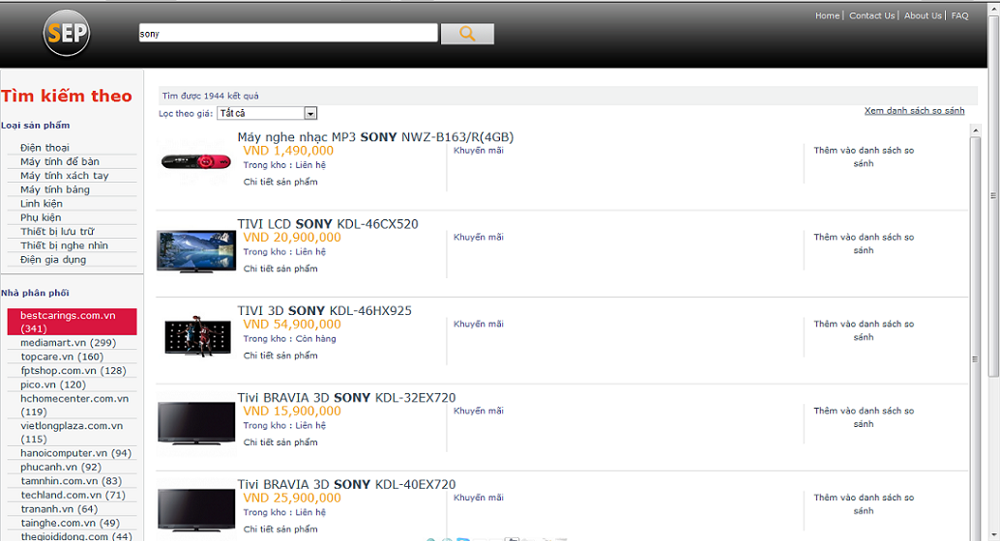 SEP
sony
Home | Contact Us | About Us | FAQ
Tìm kiếm theo
Loại sản phẩm
Điện thoại
Máy tính để bàn
Máy tính xách tay
Máy tính bảng
Linh kiện
Phụ kiện
Thiết bị lưu trữ
Thiết bị nghe nhìn
Điện gia dụng
Nhà phân phối
bestcarings.com.vn
(341)
mediamart.vn (299)
topcare.vn (160)
fptshop.com.vn (128)
pico.vn (120)
hchomecenter.com.vn
(119)
vietlongplaza.com.vn
(115)
hanoicomputer.vn (94)
phucanh.vn (92)
tamnhin.com.vn (83)
techland.com.vn (71)
trananh.vn (64)
tainghe.com.vn (49)
thegioididong.com (44)
Tìm được 1944 kết quả
Lọc theo giá: Tất cả
Xem danh sách so sánh
Máy nghe nhạc MP3 SONY NWZ-B163/R(4GB)
VND 1,490,000
Trong kho : Liên hệ
Chi tiết sản phẩm
Khuyến mãi
Thêm vào danh sách so
sánh
TIVI LCD SONY KDL-46CX520
VND 20,900,000
Trong kho : Liên hệ
Chi tiết sản phẩm
Khuyến mãi
Thêm vào danh sách so
sánh
TIVI 3D SONY KDL-46HX925
VND 54,900,000
Trong kho : Còn hàng
Chi tiết sản phẩm
Khuyến mãi
Thêm vào danh sách so
sánh
Tivi BRAVIA 3D SONY KDL-32EX720
VND 15,900,000
Trong kho : Liên hệ
Chi tiết sản phẩm
Khuyến mãi
Thêm vào danh sách so
sánh
Tivi BRAVIA 3D SONY KDL-40EX720
VND 25,900,000
Trong kho : Liên hệ
Chi tiết sản phẩm
Khuyến mãi
Thêm vào danh sách so
sánh